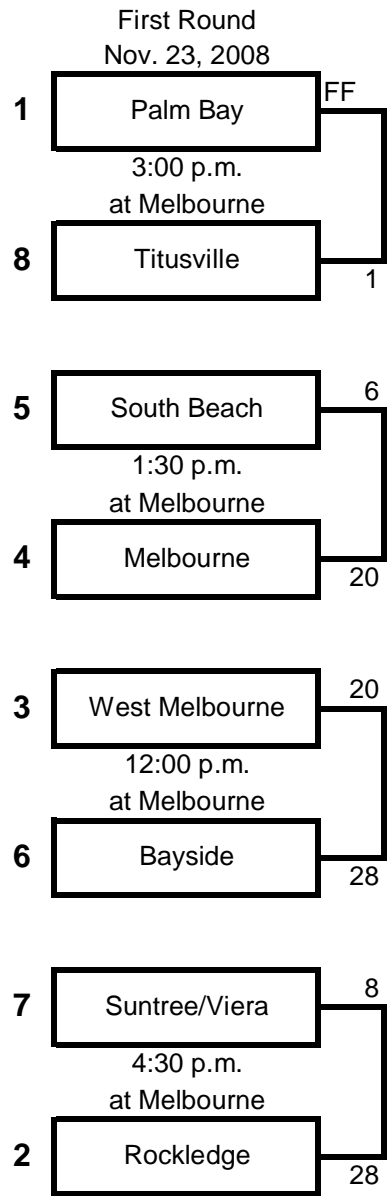 First Round
Nov. 23, 2008
1 Palm Bay FF
3:00 p.m.
at Melbourne
8 Titusville 1
5 South Beach 6
1:30 p.m.
at Melbourne
4 Melbourne 20
3 West Melbourne 20
12:00 p.m.
at Melbourne
6 Bayside 28
7 Suntree/Viera 8
4:30 p.m.
at Melbourne
2 Rockledge 28